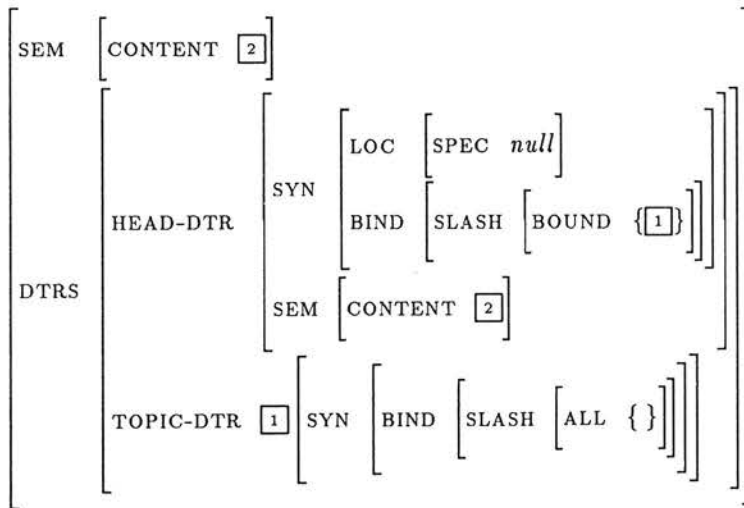 SEM [CONTENT [2]]
LOC [SPEC null]
SYN
BIND [SLASH [BOUND {[1]}]]
HEAD-DTR
DTRS
SEM [CONTENT [2]]
TOPIC-DTR [1] [SYN [BIND [SLASH [ALL { }]]]]